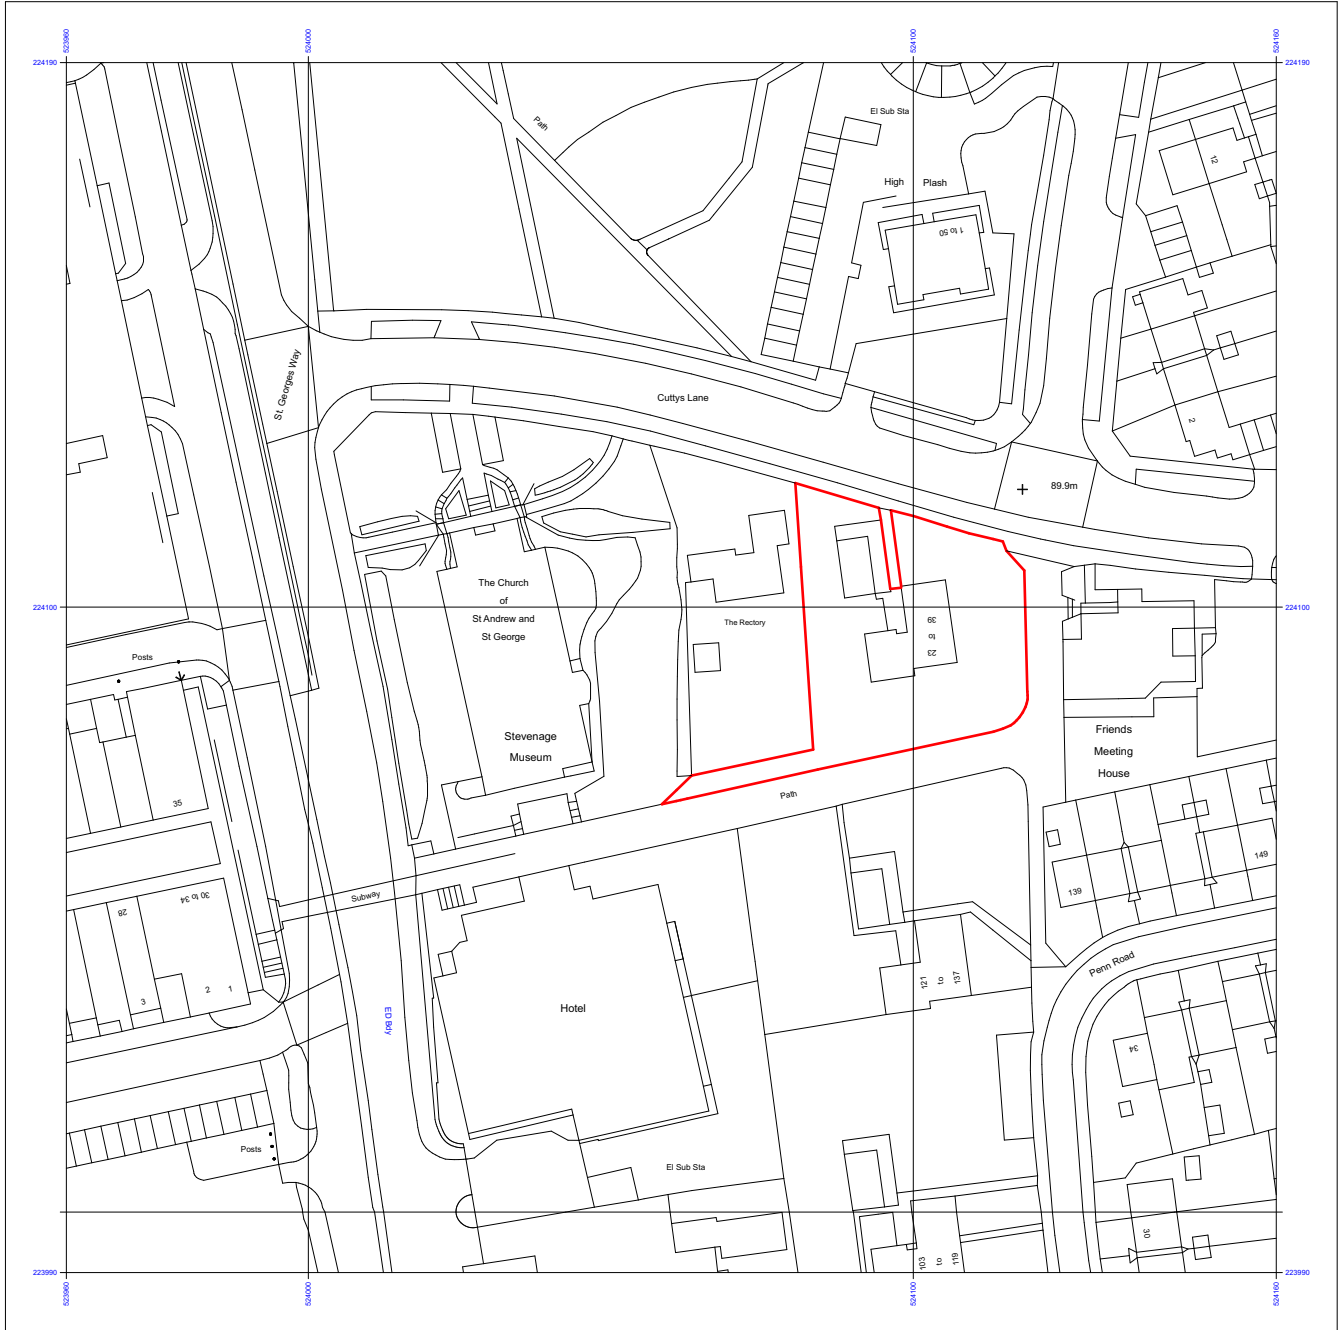 523960
524000
524100
524160
224190
224190
Path
El Sub Sta
High Plash
12
1 to 50
St. Georges Way
Cuttys Lane
2
89.9m
The Church
of
St Andrew and
St George
The Rectory
39
to
23
224100
224100
Posts
Stevenage
Museum
Friends
Meeting
House
35
Path
139
149
28
30 to 34
Subway
Penn Road
121
to
137
3
2
1
ED Bdy
Hotel
34
Posts
El Sub Sta
30
103
to
119
223990
223990
523960
524000
524100
524160